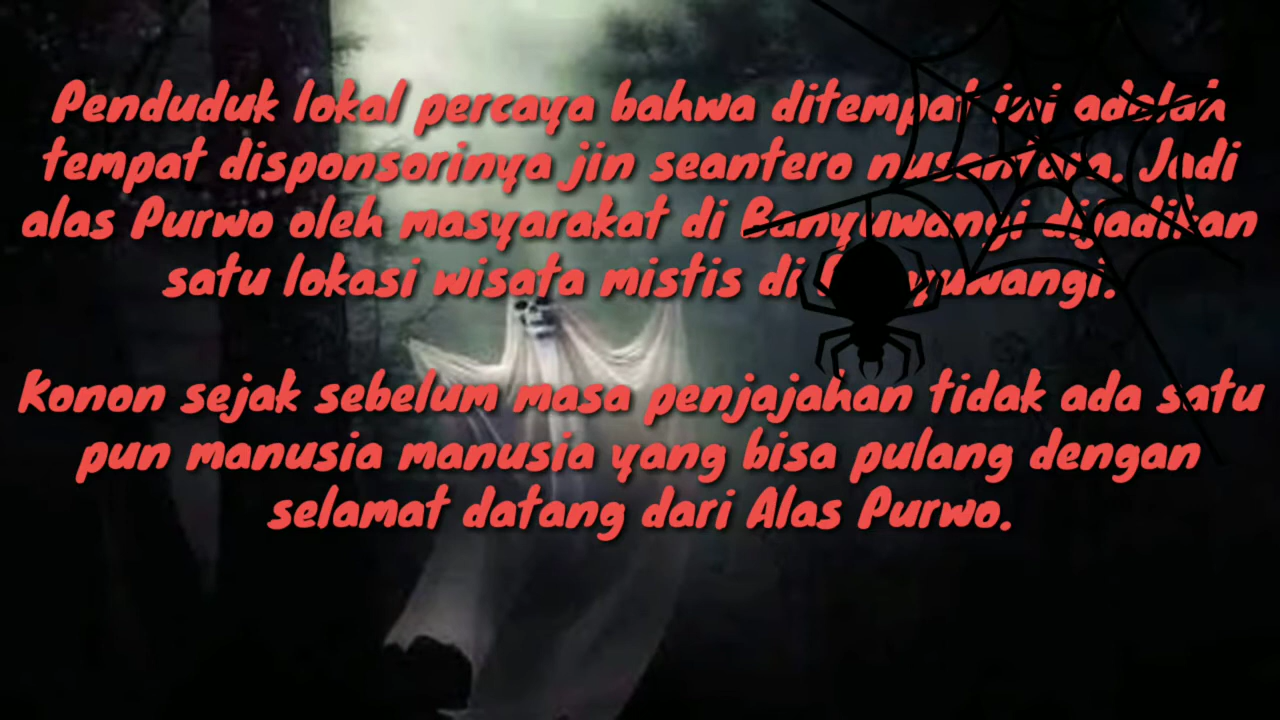 Penduduk lokal percaya bahwa ditempat ini adalah
tempat disponsorinya jin seantero nusantara. Jadi
alas Purwo oleh masyarakat di Banyuwangi dijadikan
satu lokasi wisata mistis di Banyuwangi.
Konon sejak sebelum masa penjajahan tidak ada satu
pun manusia manusia yang bisa pulang dengan
selamat datang dari Alas Purwo.